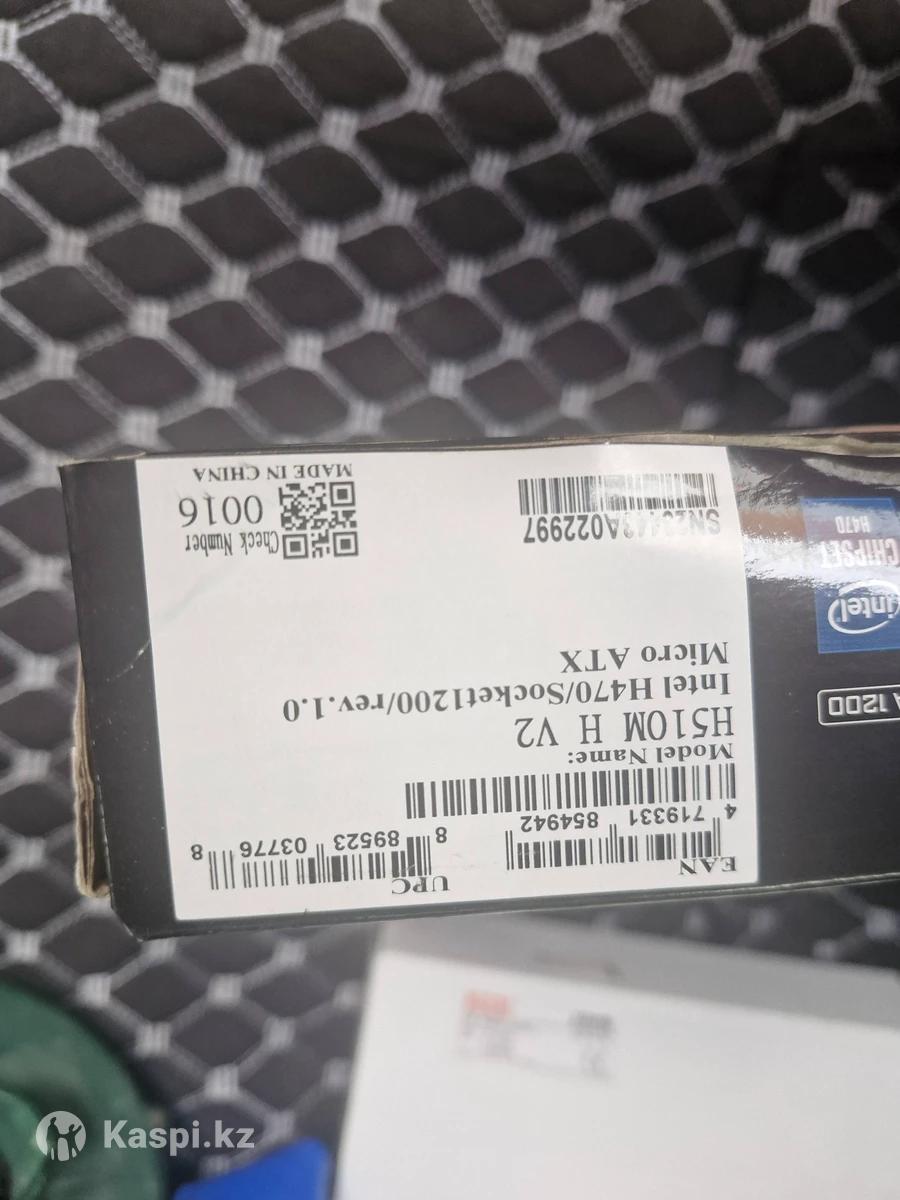 EAN
4 719331 854942
UPC
8 89523 03776 8
Model Name:
H510M H V2
Intel H470/Socket1200/rev.1.0
Micro ATX
Check Number
0016
MADE IN CHINA
1200
intel
CHIPSET
H470
Kaspi.kz